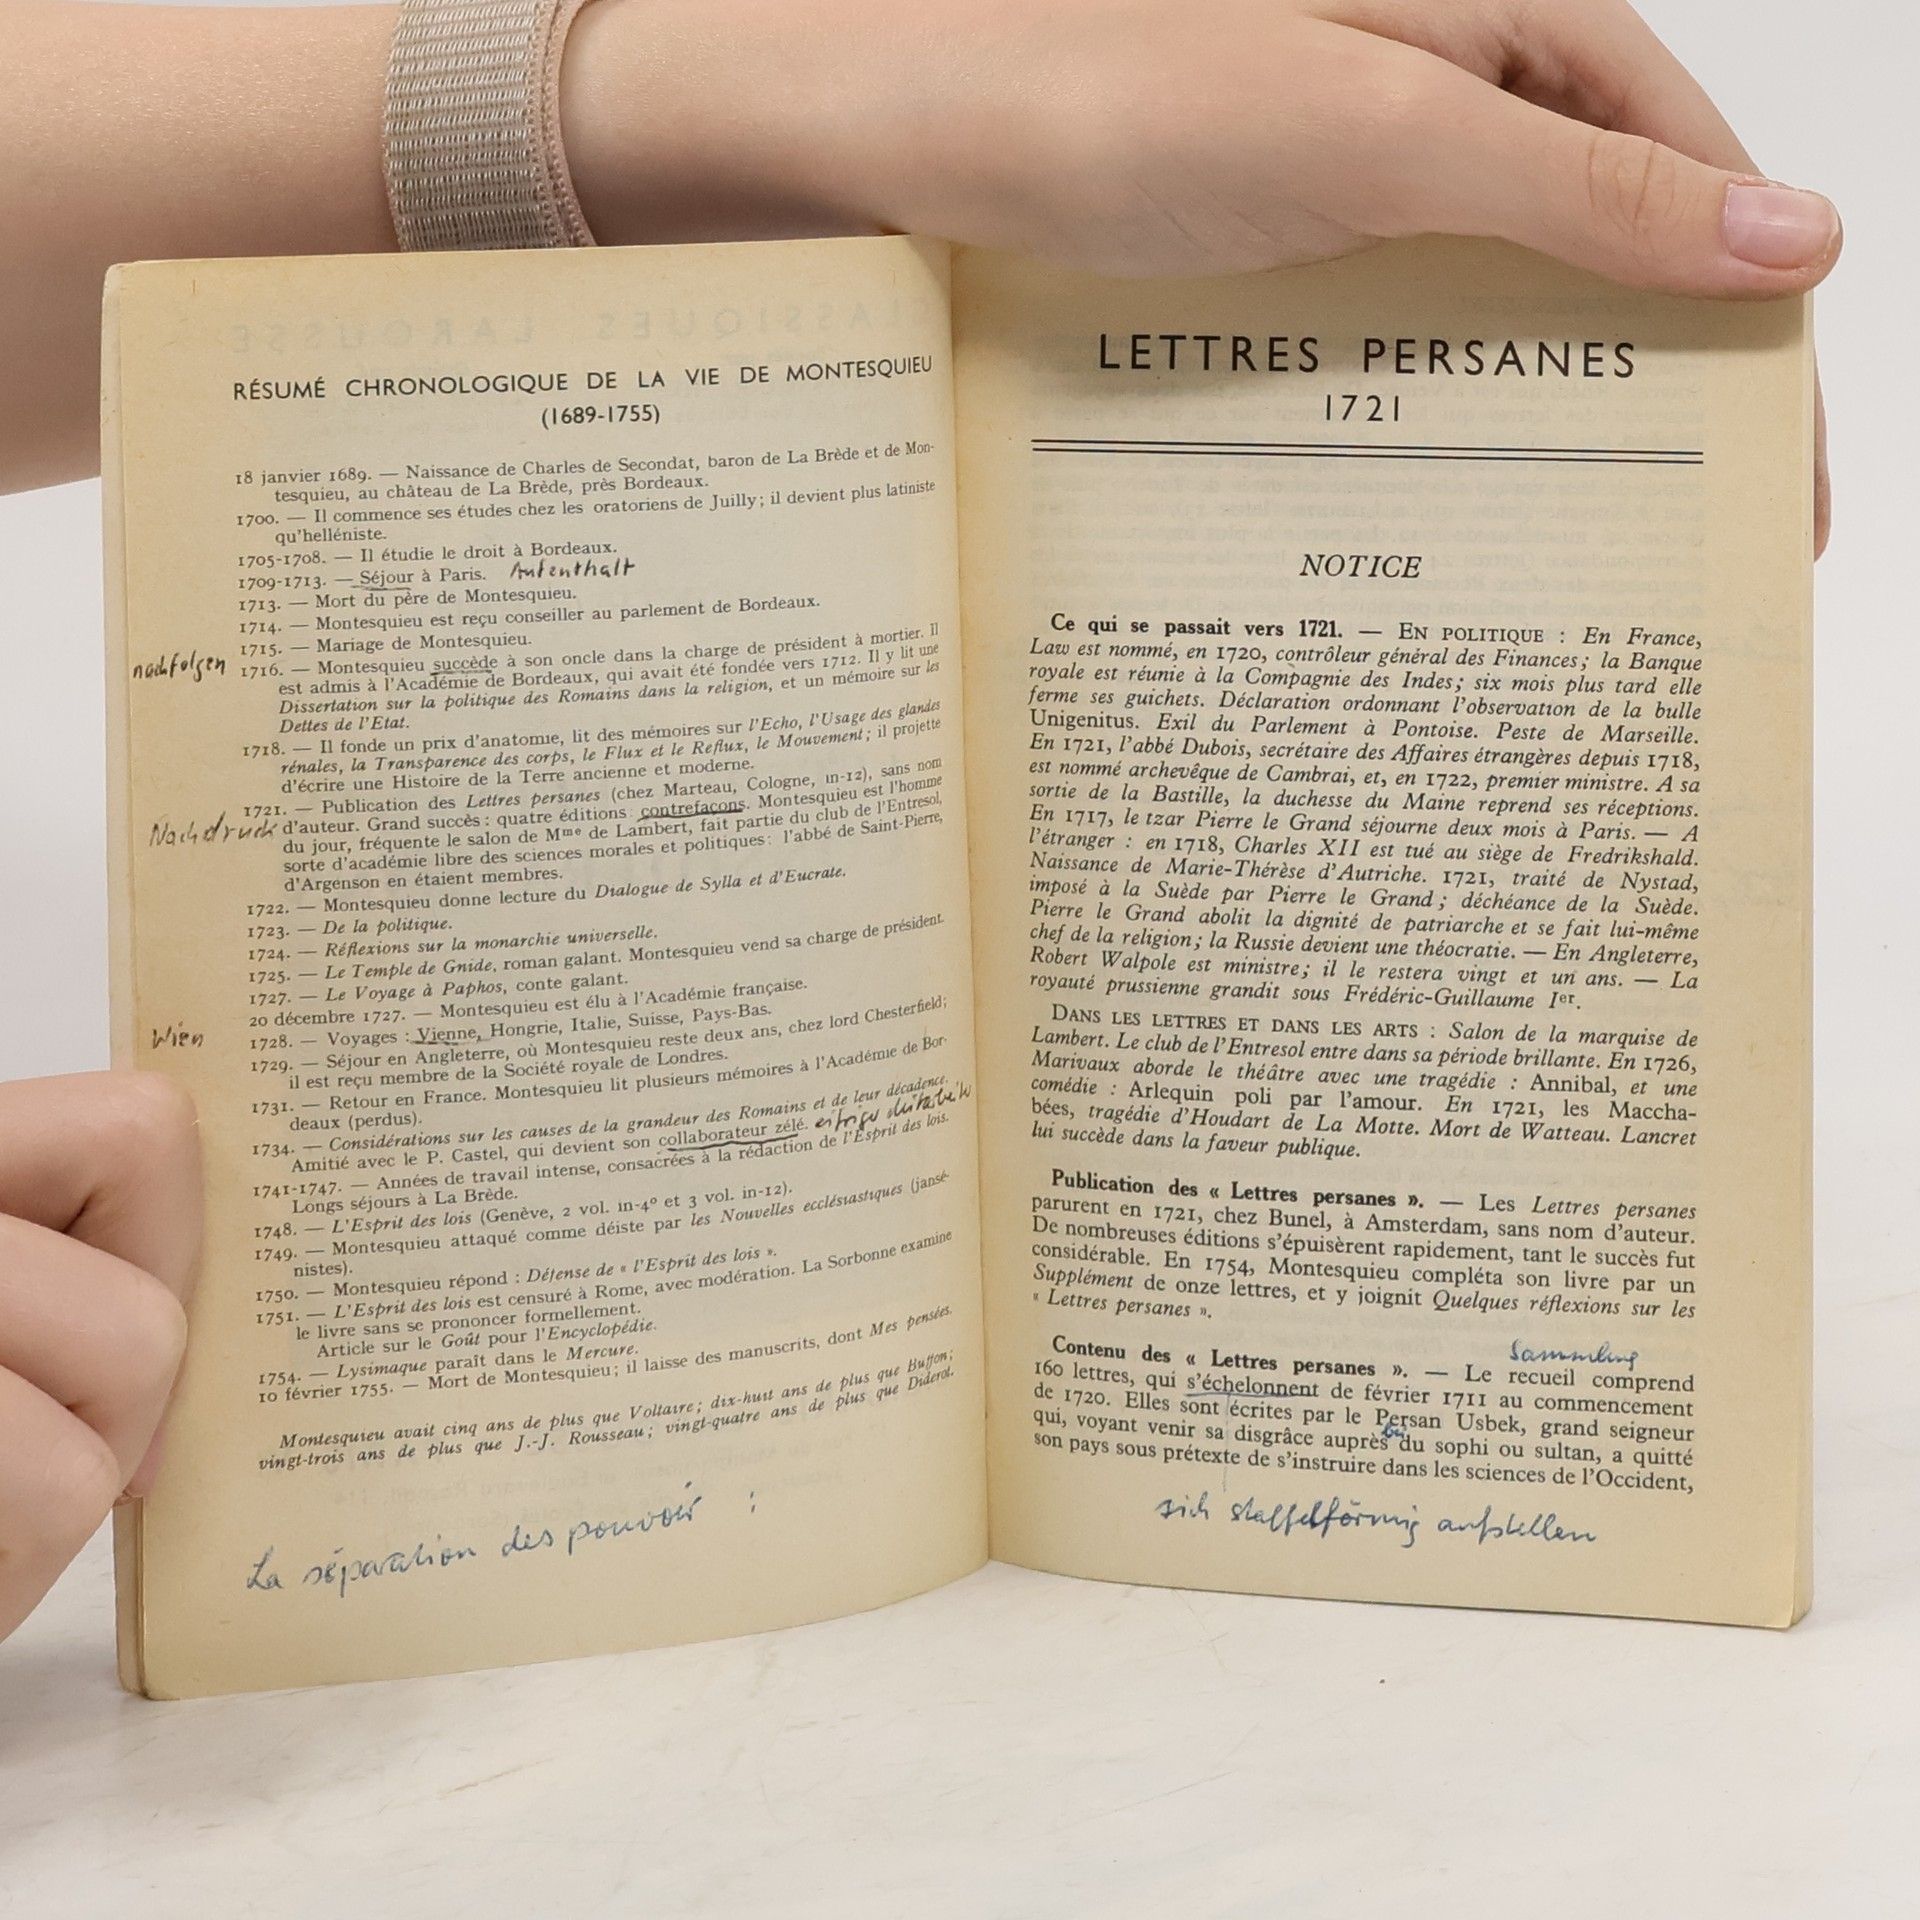 RÉSUMÉ CHRONOLOGIQUE DE LA VIE DE MONTESQUIEU
(1689-1755)
18 janvier 1689. — Naissance de Charles de Secondat, baron de La Brède et de Mon-
tesquieu, au château de La Brède, près Bordeaux.
1700. — Il commence ses études chez les oratoriens de Juilly; il devient plus latiniste
qu'helléniste.
1705-1708. — Il étudie le droit à Bordeaux.
1709-1713. — Séjour à Paris. Aufenthalt
1713. — Mort du père de Montesquieu.
1714. — Montesquieu est reçu conseiller au parlement de Bordeaux.
1715. — Mariage de Montesquieu.
nachfolgen 1716. — Montesquieu succède à son oncle dans la charge de président à mortier. Il
est admis à l'Académie de Bordeaux, qui avait été fondée vers 1712. Il y lit une
Dissertation sur la politique des Romains dans la religion, et un mémoire sur les
Dettes de l'Etat.
1718. — Il fonde un prix d'anatomie, lit des mémoires sur l'Echo, l'Usage des glandes
rénales, la Transparence des corps, le Flux et le Reflux, le Mouvement; il projette
d'écrire une Histoire de la Terre ancienne et moderne.
1721. — Publication des Lettres persanes (chez Marteau, Cologne, in-12), sans nom
Nachdruck d'auteur. Grand succès : quatre éditions contrefaçons. Montesquieu est l'homme
du jour, fréquente le salon de Mme de Lambert, fait partie du club de l'Entresol,
sorte d'académie libre des sciences morales et politiques : l'abbé de Saint-Pierre,
d'Argenson en étaient membres.
1722. — Montesquieu donne lecture du Dialogue de Sylla et d'Eucrate.
1723. — De la politique.
1724. — Réflexions sur la monarchie universelle.
1725. — Le Temple de Gnide, roman galant. Montesquieu vend sa charge de président.
1727. — Le Voyage à Paphos, conte galant.
20 décembre 1727. — Montesquieu est élu à l'Académie française.
Wien 1728. — Voyages : Vienne, Hongrie, Italie, Suisse, Pays-Bas.
1729. — Séjour en Angleterre, où Montesquieu reste deux ans, chez lord Chesterfield;
il est reçu membre de la Société royale de Londres.
1731. — Retour en France. Montesquieu lit plusieurs mémoires à l'Académie de Bor-
deaux (perdus).
1734. — Considérations sur les causes de la grandeur des Romains et de leur décadence.
Amitié avec le P. Castel, qui devient son collaborateur zélé. eifriger
1741-1747. — Années de travail intense, consacrées à la rédaction de l'Esprit des lois.
Longs séjours à La Brède.
1748. — L'Esprit des lois (Genève, 2 vol. in-4º et 3 vol. in-12).
1749. — Montesquieu attaqué comme déiste par les Nouvelles ecclésiastiques (jansé-
nistes).
1750. — Montesquieu répond : Défense de « l'Esprit des lois ».
1751. — L'Esprit des lois est censuré à Rome, avec modération. La Sorbonne examine
le livre sans se prononcer formellement.
Article sur le Goût pour l'Encyclopédie.
1754. — Lysimaque paraît dans le Mercure.
10 février 1755. — Mort de Montesquieu; il laisse des manuscrits, dont Mes pensées.
Montesquieu avait cinq ans de plus que Voltaire; dix-huit ans de plus que Buffon;
vingt-trois ans de plus que J.-J. Rousseau; vingt-quatre ans de plus que Diderot.
La séparation des pouvoir :
LETTRES PERSANES
1721
NOTICE
Ce qui se passait vers 1721. — EN POLITIQUE : En France,
Law est nommé, en 1720, contrôleur général des Finances; la Banque
royale est réunie à la Compagnie des Indes; six mois plus tard elle
ferme ses guichets. Déclaration ordonnant l'observation de la bulle
Unigenitus. Exil du Parlement à Pontoise. Peste de Marseille.
En 1721, l'abbé Dubois, secrétaire des Affaires étrangères depuis 1718,
est nommé archevêque de Cambrai, et, en 1722, premier ministre. A sa
sortie de la Bastille, la duchesse du Maine reprend ses réceptions.
En 1717, le tzar Pierre le Grand séjourne deux mois à Paris. — A
l'étranger : en 1718, Charles XII est tué au siège de Fredrikshald.
Naissance de Marie-Thérèse d'Autriche. 1721, traité de Nystad,
imposé à la Suède par Pierre le Grand; déchéance de la Suède.
Pierre le Grand abolit la dignité de patriarche et se fait lui-même
chef de la religion; la Russie devient une théocratie. — En Angleterre,
Robert Walpole est ministre; il le restera vingt et un ans. — La
royauté prussienne grandit sous Frédéric-Guillaume Ier.
DANS LES LETTRES ET DANS LES ARTS : Salon de la marquise de
Lambert. Le club de l'Entresol entre dans sa période brillante. En 1726,
Marivaux aborde le théâtre avec une tragédie : Annibal, et une
comédie : Arlequin poli par l'amour. En 1721, les Maccha-
bées, tragédie d'Houdart de La Motte. Mort de Watteau. Lancret
lui succède dans la faveur publique.
Publication des « Lettres persanes ». — Les Lettres persanes
parurent en 1721, chez Bunel, à Amsterdam, sans nom d'auteur.
De nombreuses éditions s'épuisèrent rapidement, tant le succès fut
considérable. En 1754, Montesquieu compléta son livre par un
Supplément de onze lettres, et y joignit Quelques réflexions sur les
« Lettres persanes ».
Sammlung
Contenu des « Lettres persanes ». — Le recueil comprend
160 lettres, qui s'échelonnent de février 1711 au commencement
de 1720. Elles sont écrites par le Persan Usbek, grand seigneur
bei
qui, voyant venir sa disgrâce auprès du sophi ou sultan, a quitté
son pays sous prétexte de s'instruire dans les sciences de l'Occident,
sich staffelförmig aufstellen